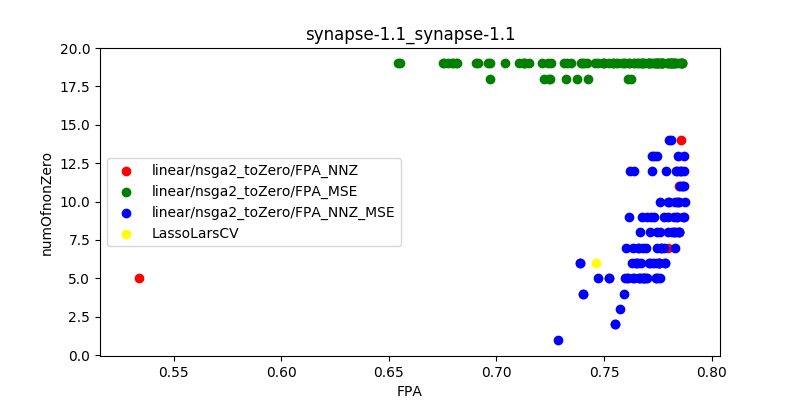 synapse-1.1_synapse-1.1
numOfnonZero
20.0
17.5
15.0
12.5
10.0
7.5
5.0
2.5
0.0
linear/nsga2_toZero/FPA_NNZ
linear/nsga2_toZero/FPA_MSE
linear/nsga2_toZero/FPA_NNZ_MSE
LassoLarsCV
0.55 0.60 0.65 0.70 0.75 0.80
FPA